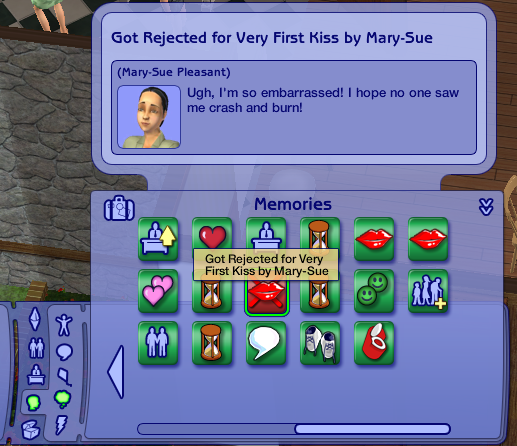 Got Rejected for Very First Kiss by Mary-Sue
(Mary-Sue Pleasant)
Ugh, I'm so embarrassed! I hope no one saw
me crash and burn!
Memories
Got Rejected for Very
First Kiss by Mary-Sue